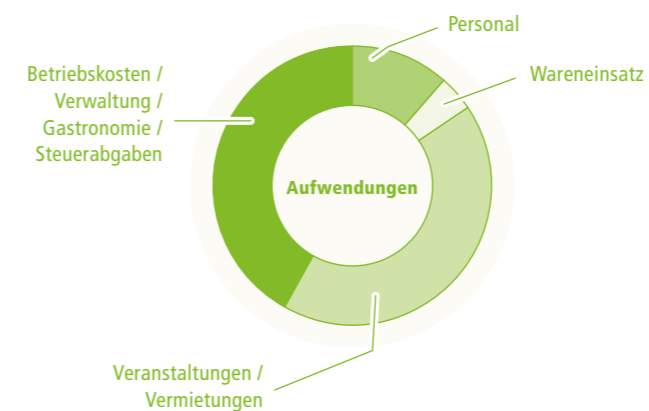 Personal
Wareneinsatz
Betriebskosten /
Verwaltung /
Gastronomie /
Steuerabgaben
Aufwendungen
Veranstaltungen /
Vermietungen